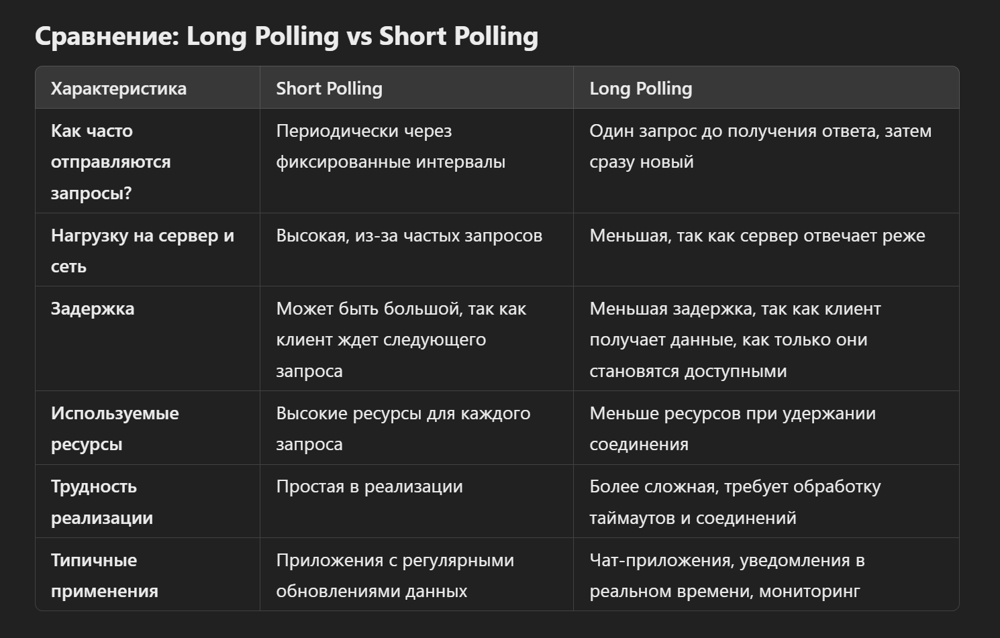 Сравнение: Long Polling vs Short Polling
Характеристика
Short Polling
Long Polling
Как часто
отправляются
запросы?
Периодически через
фиксированные интервалы
Один запрос до получения ответа, затем
сразу новый
Нагрузку на сервер и
сеть
Высокая, из-за частых запросов
Меньшая, так как сервер отвечает реже
Задержка
Может быть большой, так как
клиент ждет следующего
запроса
Меньшая задержка, так как клиент
получает данные, как только они
становятся доступными
Используемые
ресурсы
Высокие ресурсы для каждого
запроса
Меньше ресурсов при удержании
соединения
Трудность
реализации
Простая в реализации
Более сложная, требует обработку
таймаутов и соединений
Типичные
применения
Приложения с регулярными
обновлениями данных
Чат-приложения, уведомления в
реальном времени, мониторинг